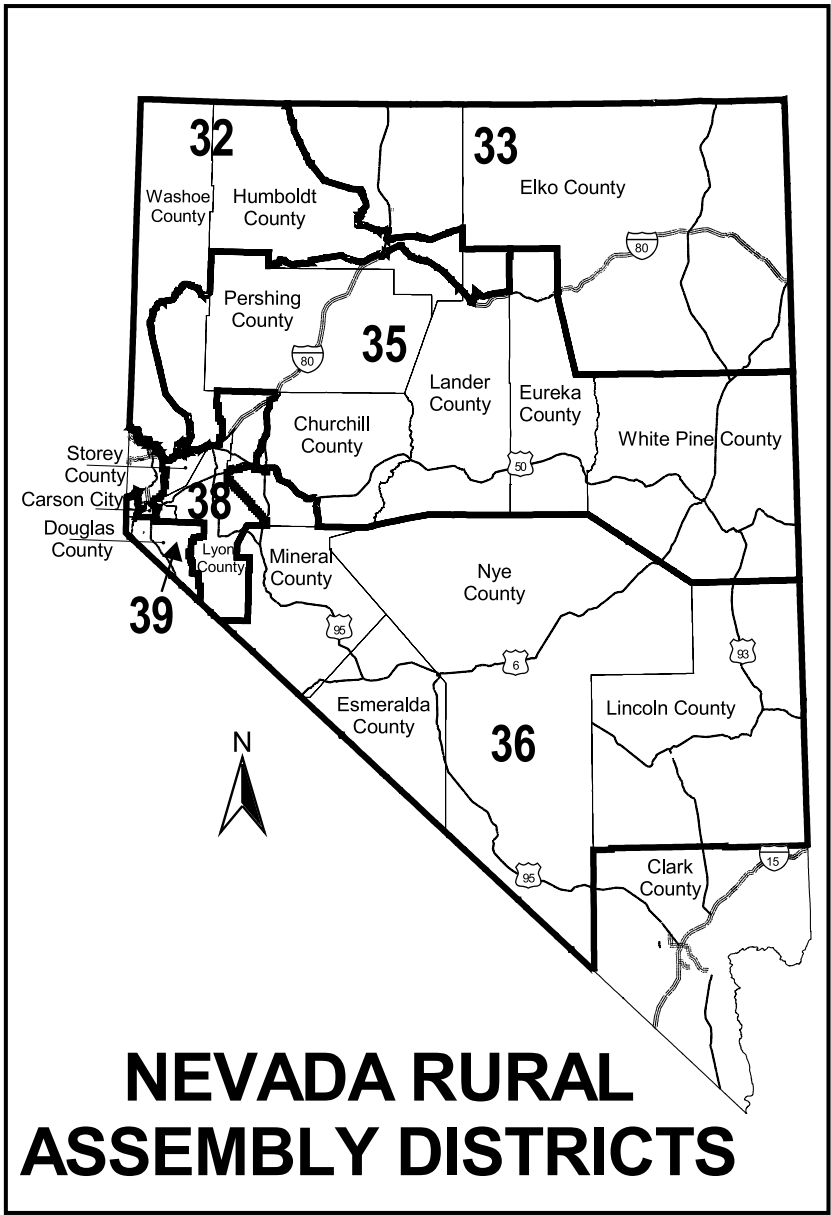 32
33
Washoe
County
Humboldt
County
Elko County
80
Pershing
County
35
80
Lander
County
Eureka
County
Churchill
County
White Pine County
Storey
County
50
Carson City
38
Douglas
County
Lyon
County
Mineral
County
Nye
County
39
95
6
93
Esmeralda
County
Lincoln County
36
N
Clark
County
15
95
NEVADA RURAL
ASSEMBLY DISTRICTS